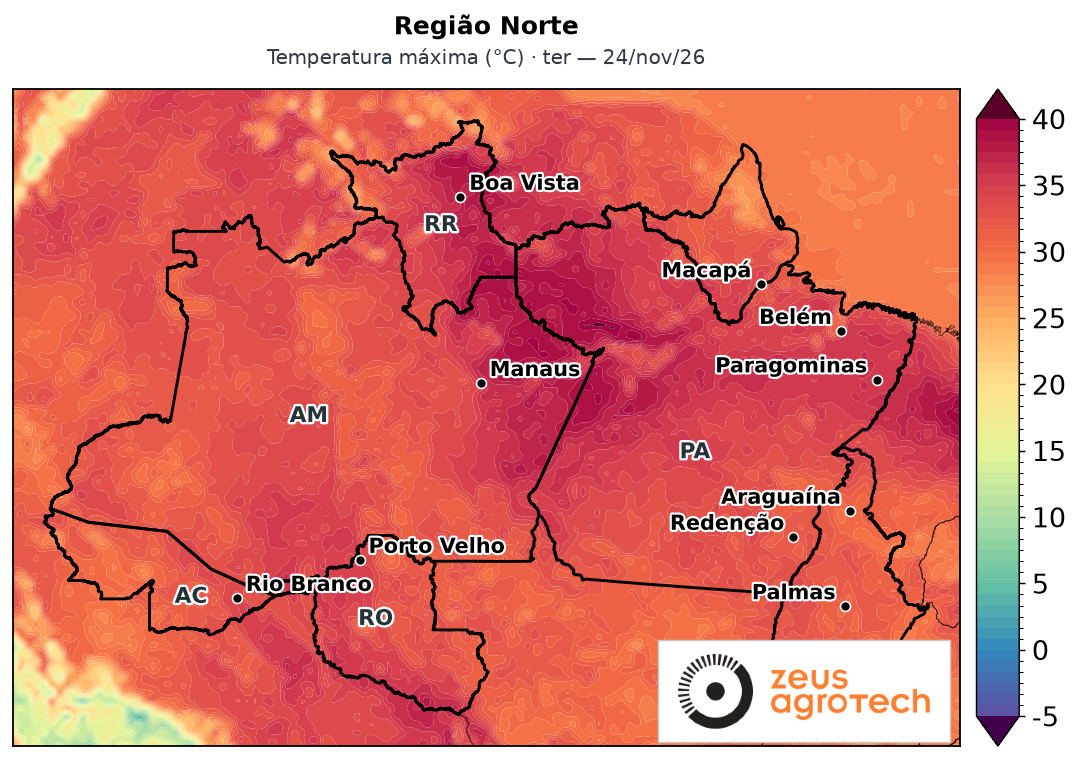 Região Norte
Temperatura máxima (°C) · ter — 24/nov/26
Boa Vista
RR
Macapá
Belém
Paragominas
Manaus
AM
PA
Araguaína
Redenção
Porto Velho
Rio Branco
AC
RO
Palmas
zeus
agrotech
40
35
30
25
20
15
10
5
0
-5